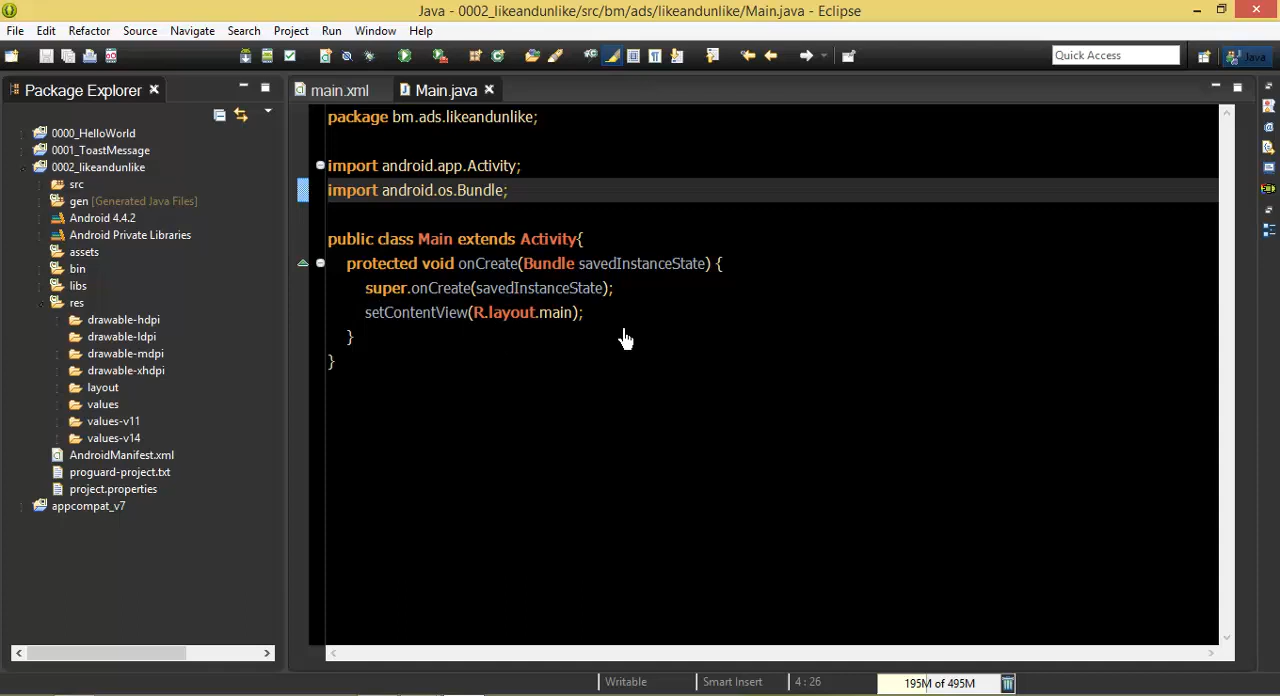 Java - 0002_likeandunlike/src/bm/ads/likeandunlike/Main.java - Eclipse
File Edit Refactor Source Navigate Search Project Run Window Help
Quick Access
Java
Package Explorer
main.xml
Main.java
0000_HelloWorld
0001_ToastMessage
0002_likeandunlike
src
gen [Generated Java Files]
Android 4.4.2
Android Private Libraries
assets
bin
libs
res
drawable-hdpi
drawable-ldpi
drawable-mdpi
drawable-xhdpi
layout
values
values-v11
values-v14
AndroidManifest.xml
proguard-project.txt
project.properties
appcompat_v7
package bm.ads.likeandunlike;
import android.app.Activity;
import android.os.Bundle;
public class Main extends Activity{
protected void onCreate(Bundle savedInstanceState) {
super.onCreate(savedInstanceState);
setContentView(R.layout.main);
}
}
Writable
Smart Insert
4 : 26
195M of 495M